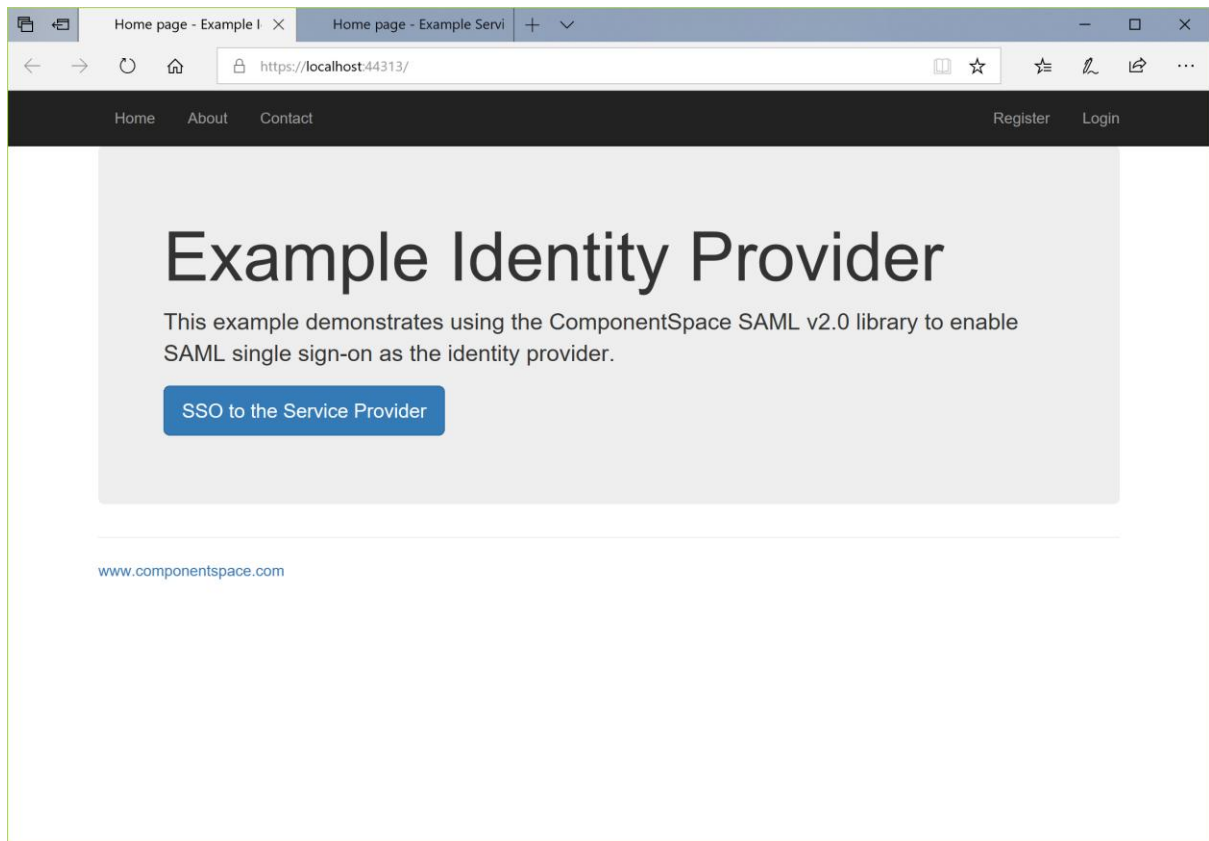 Home page - Example I
Home page - Example Servi
https://localhost:44313/
Home About Contact Register Login
Example Identity Provider
This example demonstrates using the ComponentSpace SAML v2.0 library to enable
SAML single sign-on as the identity provider.
SSO to the Service Provider
www.componentspace.com